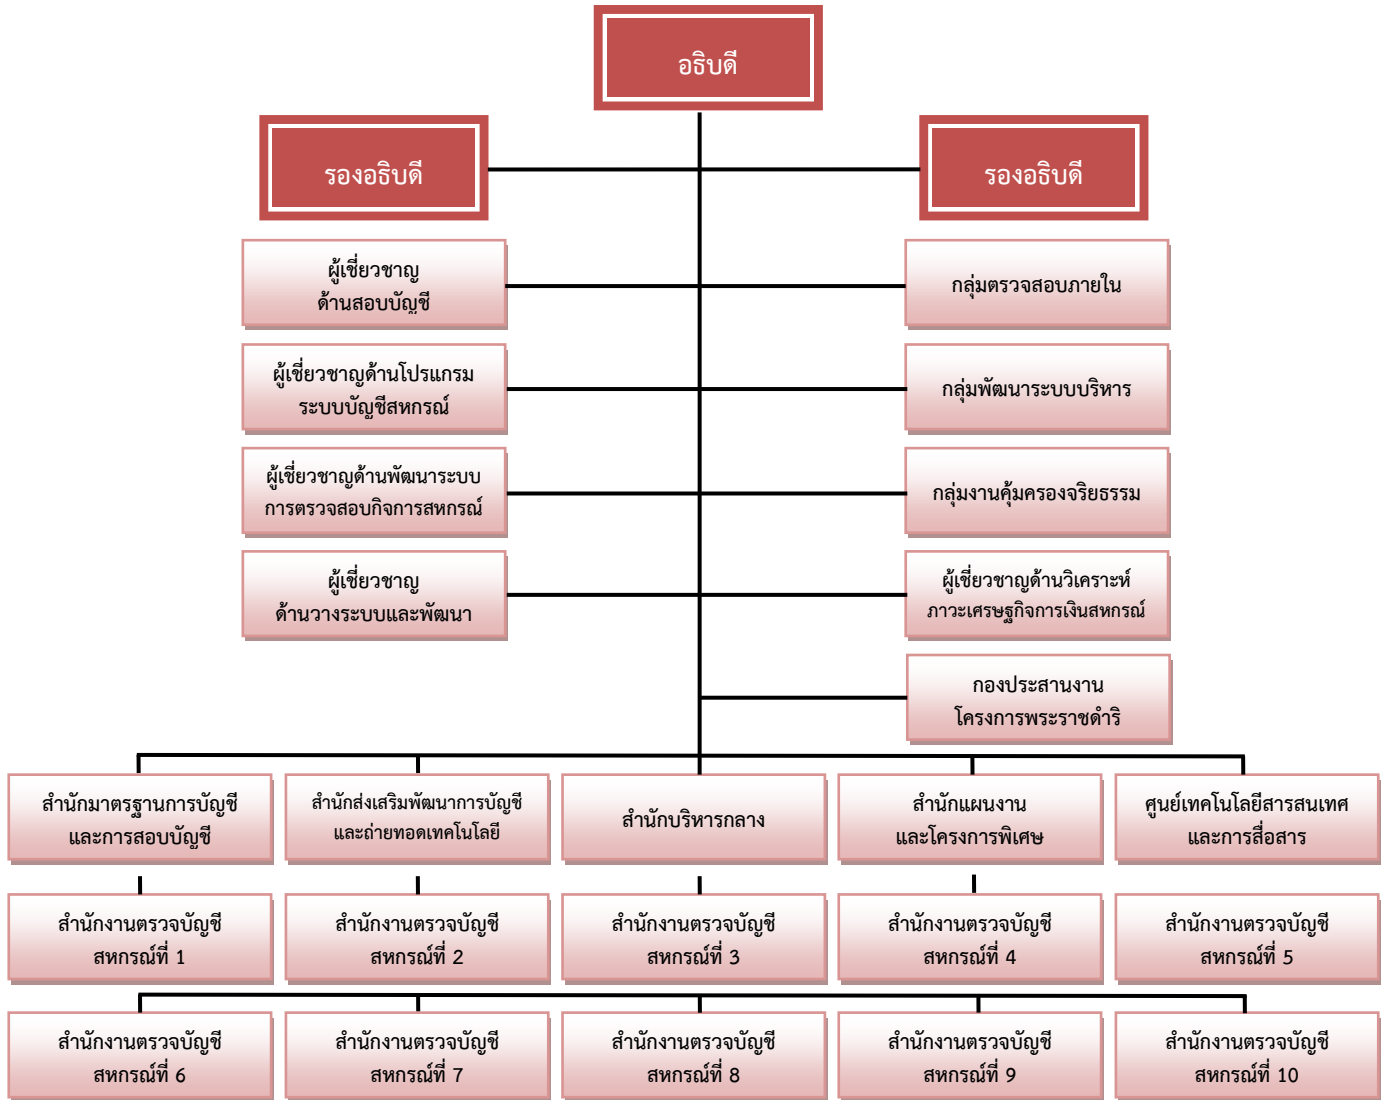 อธิบดี
รองอธิบดี
รองอธิบดี
ผู้เชี่ยวชาญ
ด้านสอบบัญชี
กลุ่มตรวจสอบภายใน
ผู้เชี่ยวชาญด้านโปรแกรม
ระบบบัญชีสหกรณ์
กลุ่มพัฒนาระบบบริหาร
ผู้เชี่ยวชาญด้านพัฒนาระบบ
การตรวจสอบกิจการสหกรณ์
กลุ่มงานคุ้มครองจริยธรรม
ผู้เชี่ยวชาญ
ด้านวางระบบและพัฒนา
ผู้เชี่ยวชาญด้านวิเคราะห์
ภาวะเศรษฐกิจการเงินสหกรณ์
กองประสานงาน
โครงการพระราชดำริ
สำนักมาตรฐานการบัญชี
และการสอบบัญชี
สำนักส่งเสริมพัฒนาการบัญชี
และถ่ายทอดเทคโนโลยี
สำนักบริหารกลาง
สำนักแผนงาน
และโครงการพิเศษ
ศูนย์เทคโนโลยีสารสนเทศ
และการสื่อสาร
สำนักงานตรวจบัญชี
สหกรณ์ที่ 1
สำนักงานตรวจบัญชี
สหกรณ์ที่ 2
สำนักงานตรวจบัญชี
สหกรณ์ที่ 3
สำนักงานตรวจบัญชี
สหกรณ์ที่ 4
สำนักงานตรวจบัญชี
สหกรณ์ที่ 5
สำนักงานตรวจบัญชี
สหกรณ์ที่ 6
สำนักงานตรวจบัญชี
สหกรณ์ที่ 7
สำนักงานตรวจบัญชี
สหกรณ์ที่ 8
สำนักงานตรวจบัญชี
สหกรณ์ที่ 9
สำนักงานตรวจบัญชี
สหกรณ์ที่ 10